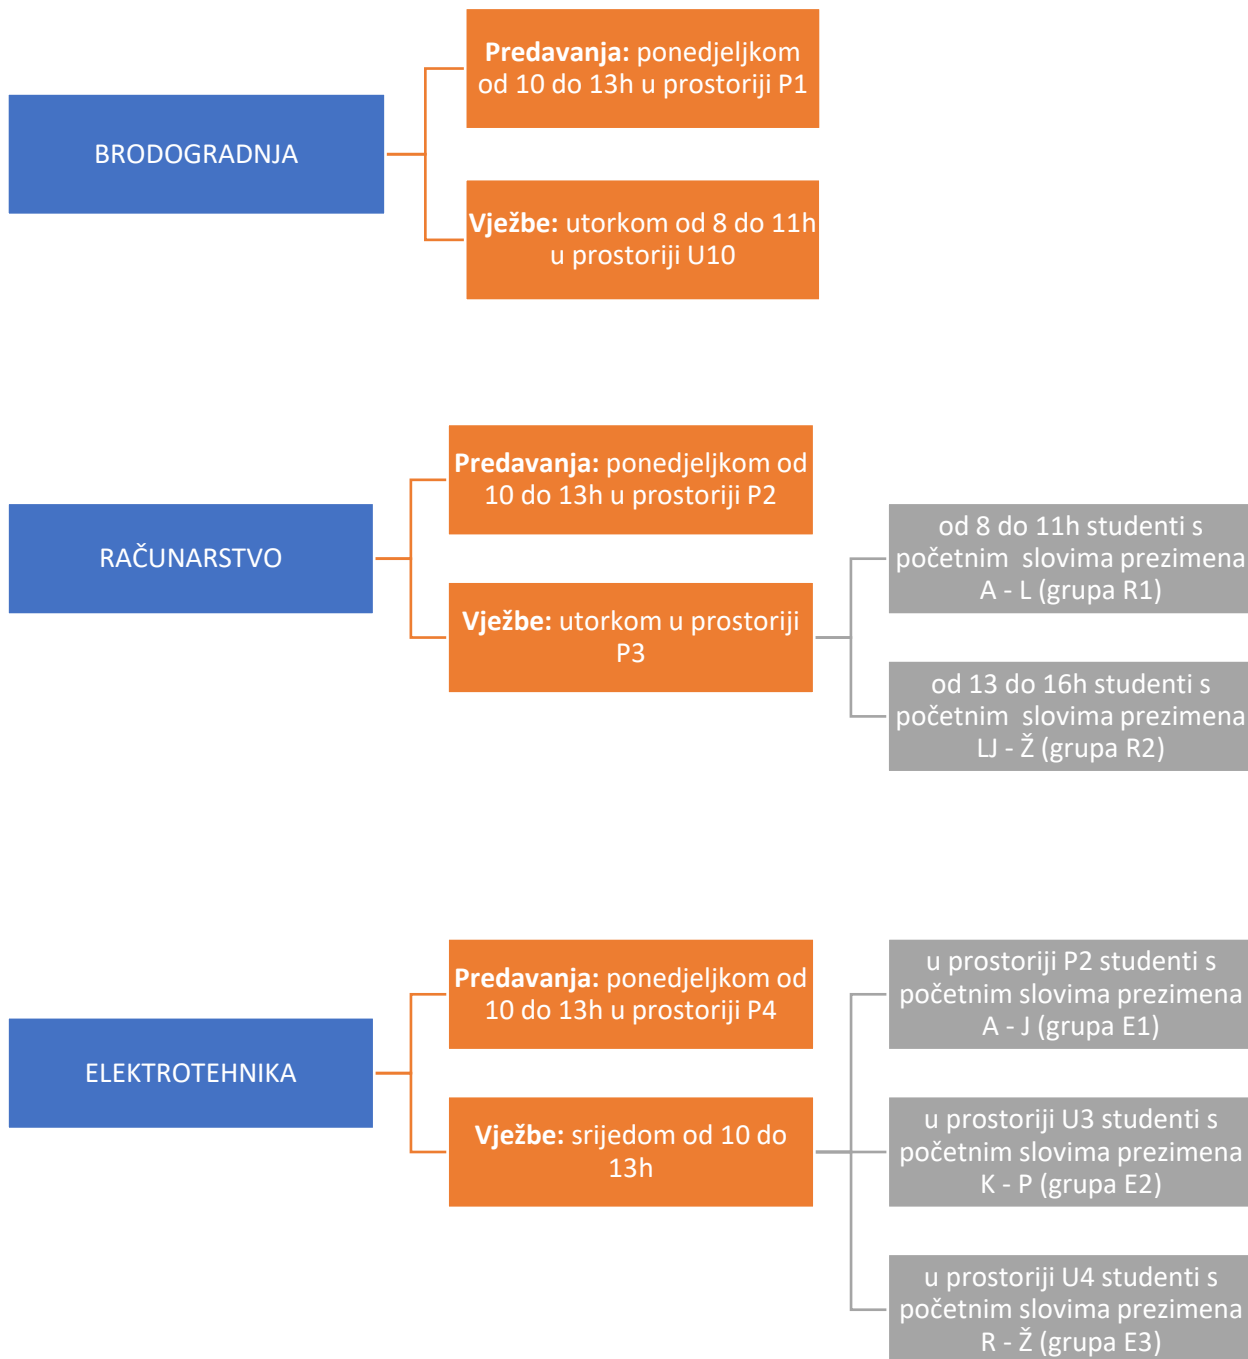 BRODOGRADNJA
Predavanja: ponedjeljkom
od 10 do 13h u prostoriji P1
Vježbe: utorkom od 8 do 11h
u prostoriji U10
RAČUNARSTVO
Predavanja: ponedjeljkom od
10 do 13h u prostoriji P2
Vježbe: utorkom u prostoriji
P3
od 8 do 11h studenti s
početnim  slovima prezimena
A - L (grupa R1)
od 13 do 16h studenti s
početnim  slovima prezimena
LJ - Ž (grupa R2)
ELEKTROTEHNIKA
Predavanja: ponedjeljkom od
10 do 13h u prostoriji P4
Vježbe: srijedom od 10 do
13h
u prostoriji P2 studenti s
početnim slovima prezimena
A - J (grupa E1)
u prostoriji U3 studenti s
početnim slovima prezimena
K - P (grupa E2)
u prostoriji U4 studenti s
početnim slovima prezimena
R - Ž (grupa E3)